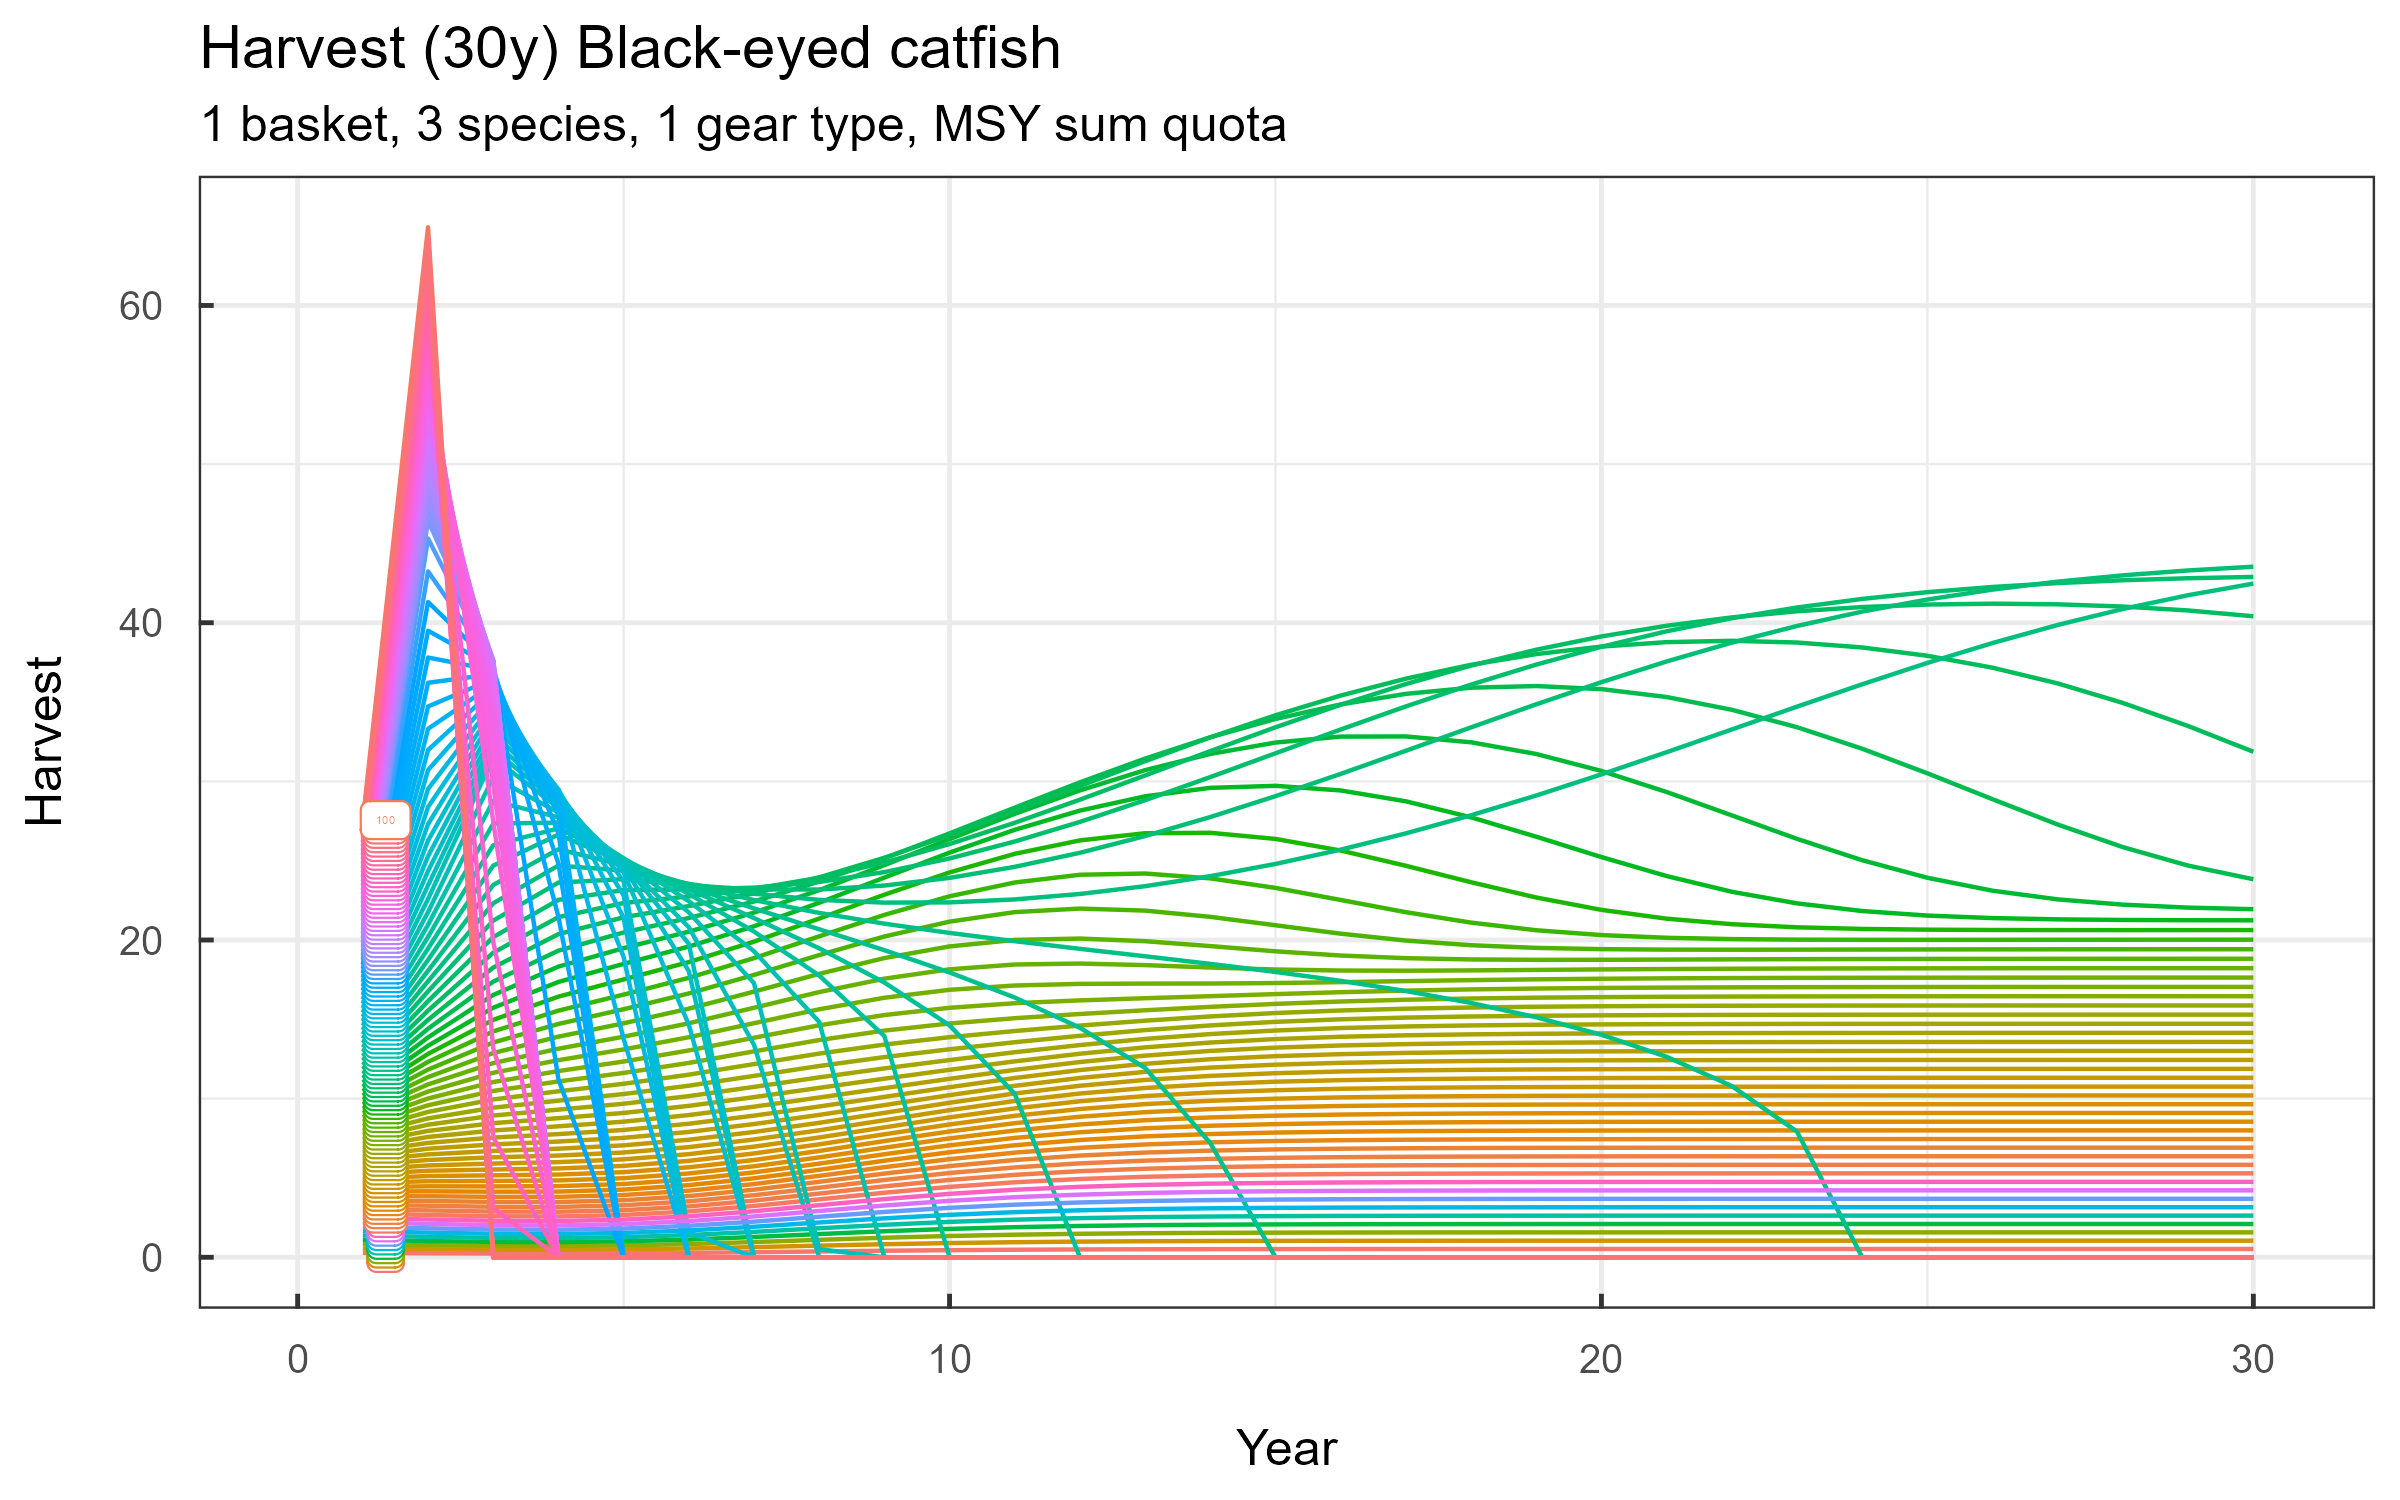 Harvest (30y) Black-eyed catfish
1 basket, 3 species, 1 gear type, MSY sum quota
60
40
20
0
Harvest
100
0
10
20
30
Year